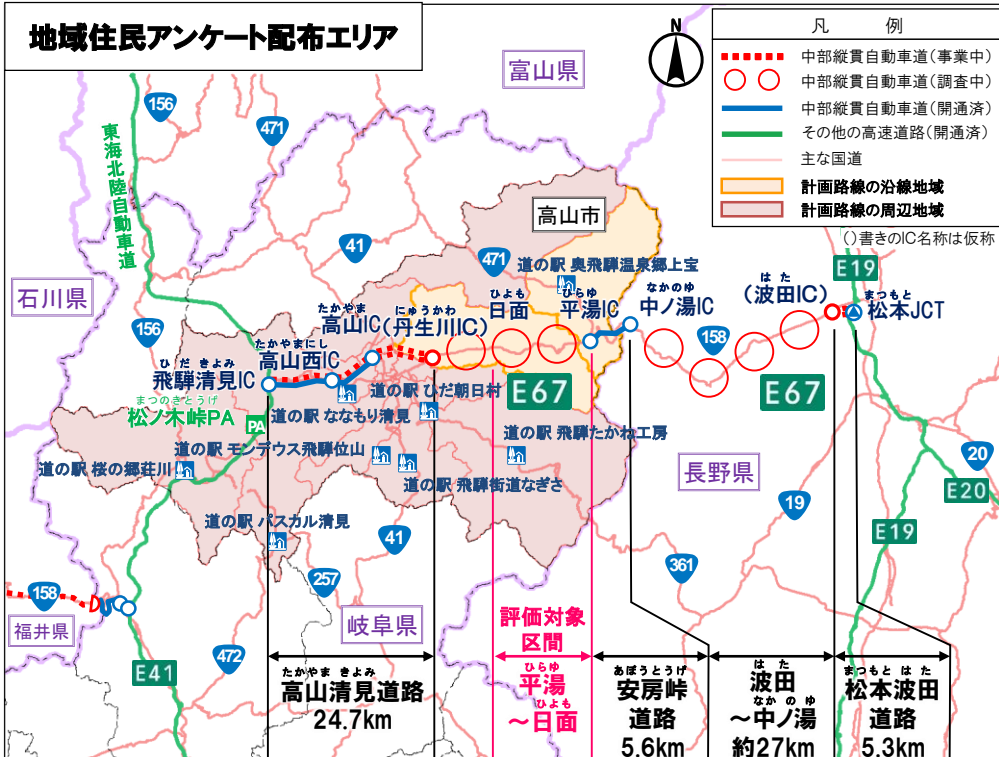 地域住民アンケート配布エリア
N
凡　例
中部縦貫自動車道(事業中)
中部縦貫自動車道(調査中)
中部縦貫自動車道(開通済)
その他の高速道路(開通済)
主な国道
計画路線の沿線地域
計画路線の周辺地域
()書きのIC名称は仮称
富山県
石川県
福井県
岐阜県
長野県
高山市
東海北陸自動車道
156
471
41
471
156
158
E19
ひだ きよみ
飛騨清見IC
たかやまにし
高山西IC
たかやま
高山IC
にゅうかわ
(丹生川IC)
ひよも
日面
ひらゆ
平湯IC
なかのゆ
中ノ湯IC
はた
(波田IC)
まつもと
松本JCT
道の駅 奥飛騨温泉郷上宝
まつのきとうげ
松ノ木峠PA
PA
道の駅 ひだ朝日村
道の駅 ななもり清見
道の駅 モンデウス飛騨位山
道の駅 桜の郷荘川
道の駅 飛騨たかね工房
道の駅 飛騨街道なぎさ
道の駅 パスカル清見
E67
E67
20
E20
19
E19
41
361
257
158
472
E41
評価対象
区間
ひらゆ
平湯
ひよも
～日面
たかやま きよみ
高山清見道路
24.7km
あぼうとうげ
安房峠
道路
5.6km
はた
波田
なかのゆ
～中ノ湯
約27km
まつもと はた
松本波田
道路
5.3km